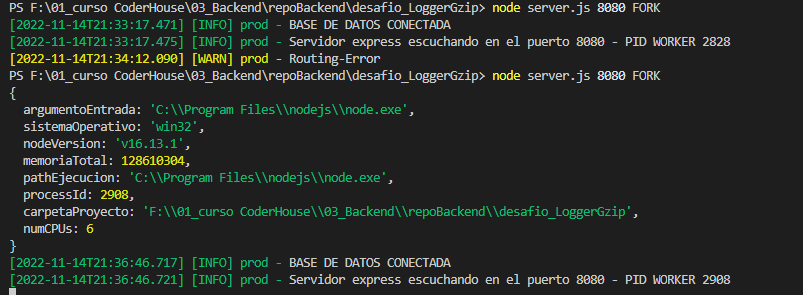 PS F:\01_curso CoderHouse\03_Backend\repoBackend\desafio_LoggerGzip> node server.js 8080 FORK
[2022-11-14T21:33:17.471] [INFO] prod - BASE DE DATOS CONECTADA
[2022-11-14T21:33:17.475] [INFO] prod - Servidor express escuchando en el puerto 8080 - PID WORKER 2828
[2022-11-14T21:34:12.090] [WARN] prod - Routing-Error
PS F:\01_curso CoderHouse\03_Backend\repoBackend\desafio_LoggerGzip> node server.js 8080 FORK
{
  argumentoEntrada: 'C:\\Program Files\\nodejs\\node.exe',
  sistemaOperativo: 'win32',
  nodeVersion: 'v16.13.1',
  memoriaTotal: 128610304,
  pathEjecucion: 'C:\\Program Files\\nodejs\\node.exe',
  processId: 2908,
  carpetaProyecto: 'F:\\01_curso CoderHouse\\03_Backend\\repoBackend\\desafio_LoggerGzip',
  numCPUs: 6
}
[2022-11-14T21:36:46.717] [INFO] prod - BASE DE DATOS CONECTADA
[2022-11-14T21:36:46.721] [INFO] prod - Servidor express escuchando en el puerto 8080 - PID WORKER 2908